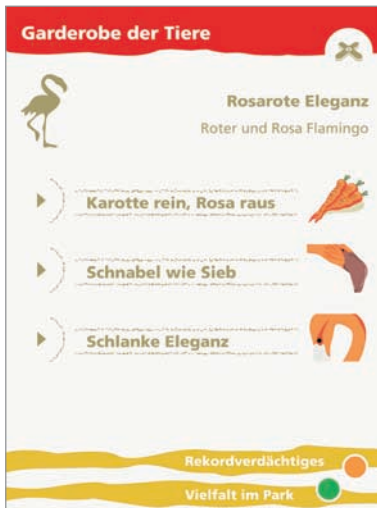 Garderobe der Tiere
Rosarote Eleganz
Roter und Rosa Flamingo
Karotte rein, Rosa raus
Schnabel wie Sieb
Schlanke Eleganz
Rekordverdächtiges
Vielfalt im Park